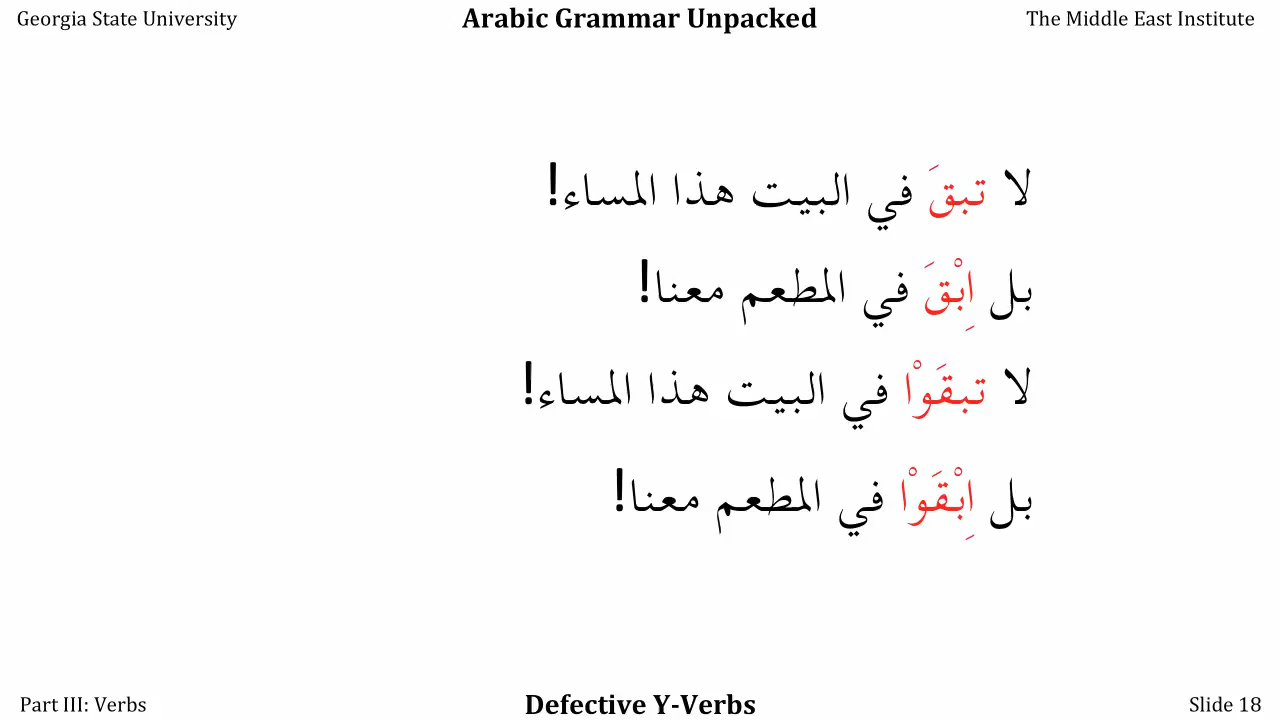 Georgia State University
Arabic Grammar Unpacked
The Middle East Institute
لا تبقَ في البيت هذا المساء!
بل اِبْقَ في المطعم معنا!
لا تبقَوْا في البيت هذا المساء!
بل اِبْقَوْا في المطعم معنا!
Part III: Verbs
Defective Y-Verbs
Slide 18